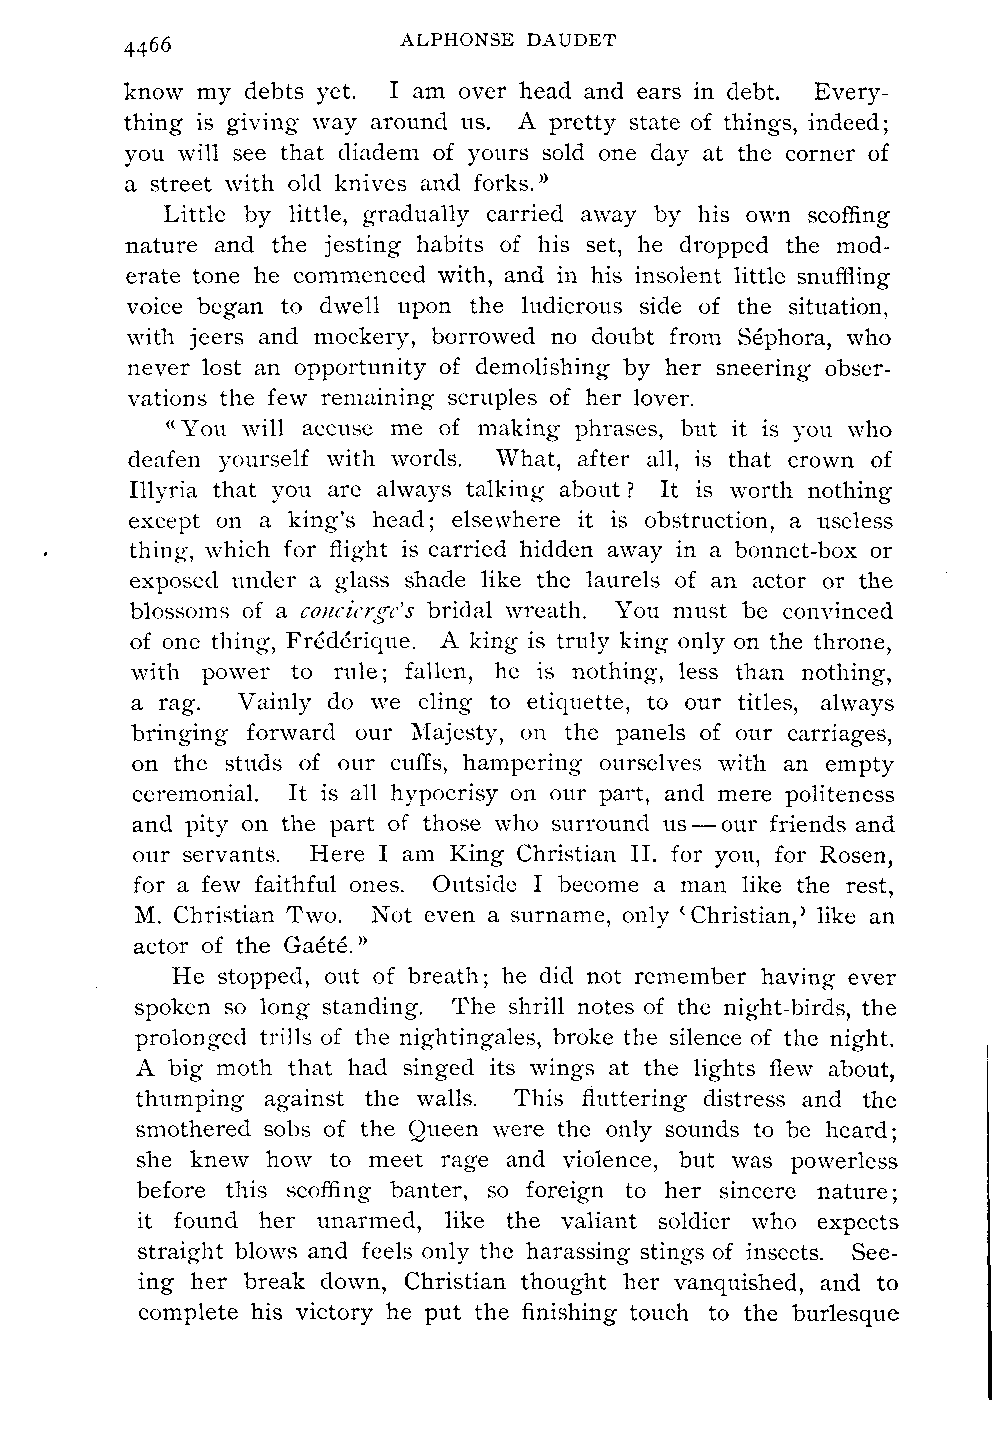 4466 ALPHONSE DAUDET
know my debts yet. I am over head and ears in debt. Every-
thing is giving way around us. A pretty state of things, indeed;
you will see that diadem of yours sold one day at the corner of
a street with old knives and forks.»
Little by little, gradually carried away by his own scoffing
nature and the jesting habits of his set, he dropped the mod-
erate tone he commenced with, and in his insolent little snuffling
voice began to dwell upon the ludicrous side of the situation,
with jeers and mockery, borrowed no doubt from Séphora, who
never lost an opportunity of demolishing by her sneering obser-
vations the few remaining scruples of her lover.
«You will accuse me of making phrases, but it is you who
deafen yourself with words. What, after all, is that crown of
Illyria that you are always talking about? It is worth nothing
except on a king's head; elsewhere it is obstruction, a useless
thing, which for flight is carried hidden away in a bonnet-box or
exposed under a glass shade like the laurels of an actor or the
blossoms of a concierge's bridal wreath. You must be convinced
of one thing, Frédérique. A king is truly king only on the throne,
with power to rule; fallen, he is nothing, less than nothing,
a rag. Vainly do we cling to etiquette, to our titles, always
bringing forward our Majesty, on the panels of our carriages,
on the studs of our cuffs, hampering ourselves with an empty
ceremonial. It is all hypocrisy on our part, and mere politeness
and pity on the part of those who surround us — our friends and
our servants. Here I am King Christian II. for you, for Rosen,
for a few faithful ones. Outside I become a man like the rest,
M. Christian Two. Not even a surname, only ‹Christian,› like an
actor of the Gaété.»
He stopped, out of breath; he did not remember having ever
spoken so long standing. The shrill notes of the night-birds, the
prolonged trills of the nightingales, broke the silence of the night.
A big moth that had singed its wings at the lights flew about,
thumping against the walls. This fluttering distress and the
smothered sobs of the Queen were the only sounds to be heard;
she knew how to meet rage and violence, but was powerless
before this scoffing banter, so foreign to her sincere nature;
it found her unarmed, like the valiant soldier who expects
straight blows and feels only the harassing stings of insects. See-
ing her break down, Christian thought her vanquished, and to
complete his victory he put the finishing touch to the burlesque